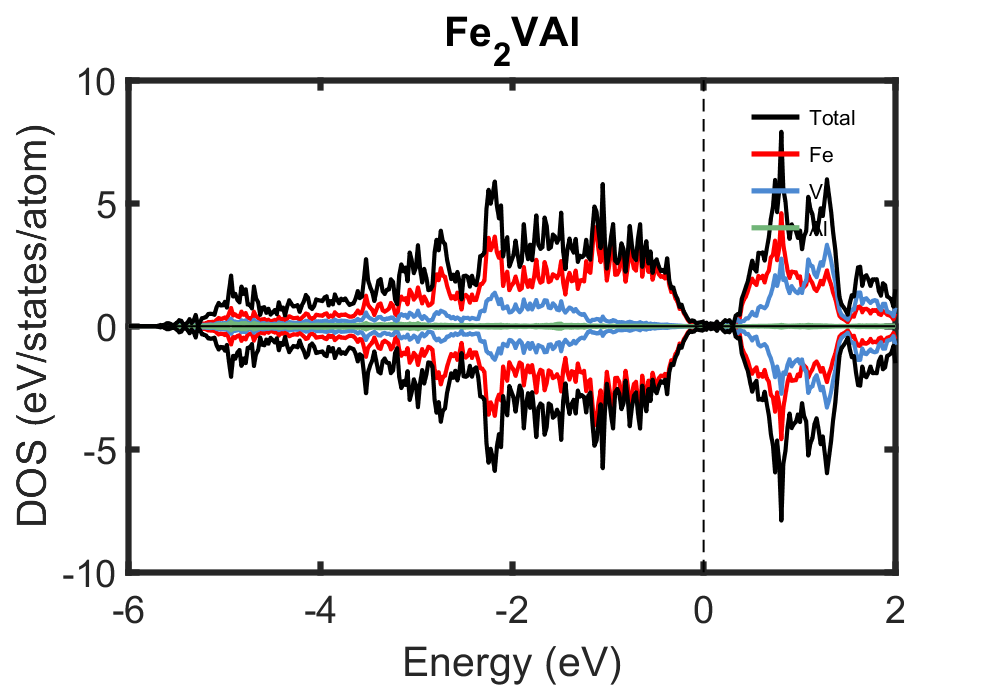 Fe₂VAl
DOS (eV/states/atom)
10
5
0
-5
-10
Total
Fe
V
Al
-6 -4 -2 0 2
Energy (eV)